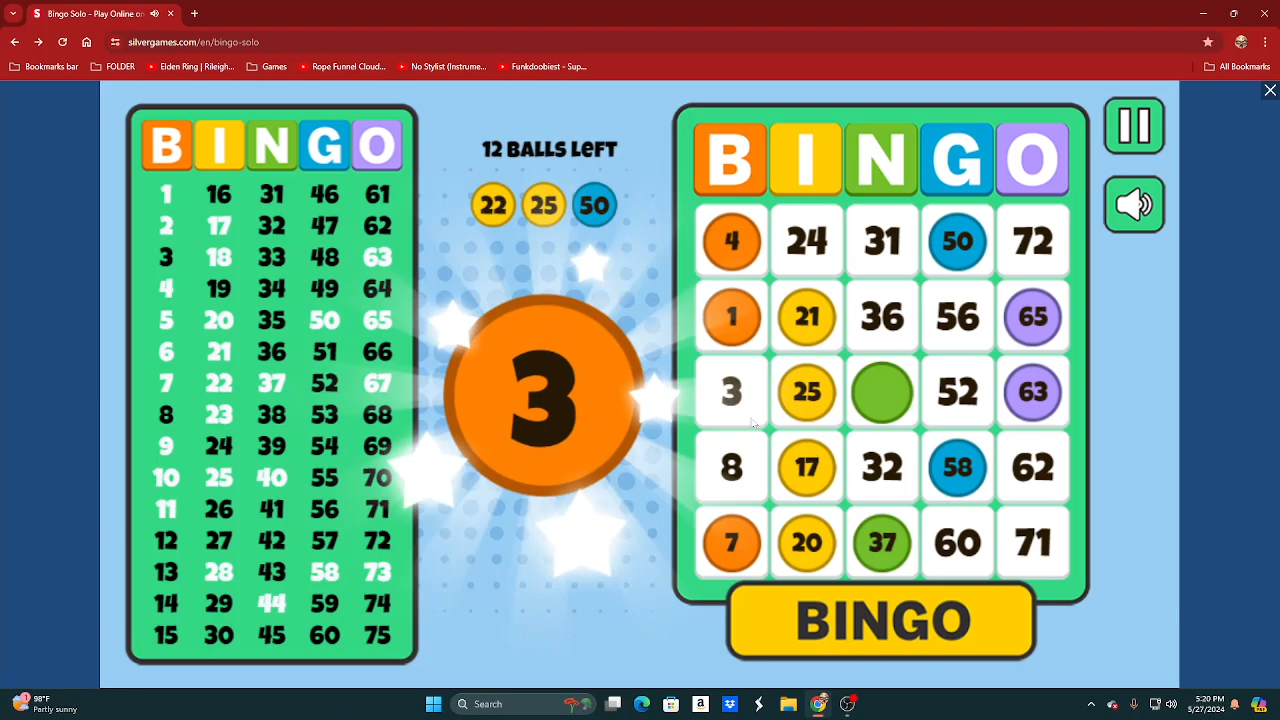 Bingo Solo - Play Online on
silvergames.com/en/bingo-solo
Bookmarks bar FOLDER Elden Ring (Rileigh... Games Rope Funnel Cloud... No Stylist (Instrume... Funkdoobiest - Sup... All Bookmarks
B I N G O
1 16 31 46 61
2 17 32 47 62
3 18 33 48 63
4 19 34 49 64
5 20 35 50 65
6 21 36 51 66
7 22 37 52 67
8 23 38 53 68
9 24 39 54 69
10 25 40 55 70
11 26 41 56 71
12 27 42 57 72
13 28 43 58 73
14 29 44 59 74
15 30 45 60 75
12 BALLS LEFT
22 25 50
3
B I N G O
4 24 31 50 72
1 21 36 56 65
3 25 52 63
8 17 32 58 62
7 20 37 60 71
BINGO
1 98°F
Partly sunny
Search
a
5:20 PM
5/27/2024